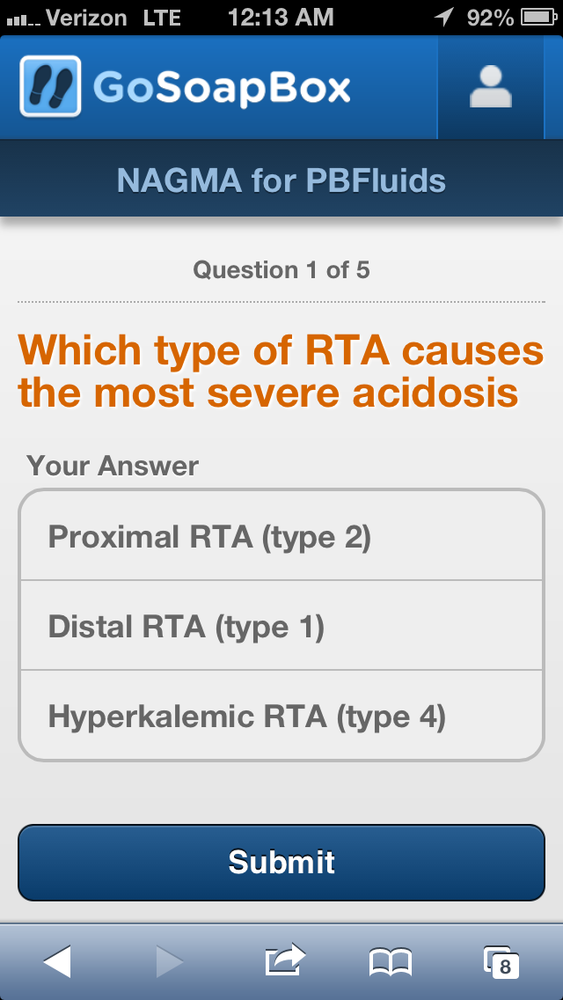 Verizon LTE 12:13 AM 92%
GoSoapBox
NAGMA for PBFluids
Question 1 of 5
Which type of RTA causes
the most severe acidosis
Your Answer
Proximal RTA (type 2)
Distal RTA (type 1)
Hyperkalemic RTA (type 4)
Submit
8